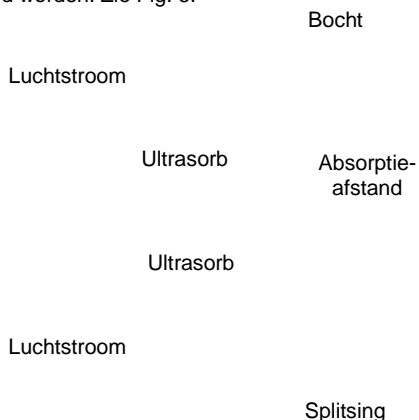 Bocht
Luchtstroom
Ultrasorb
Absorptie-
afstand
Ultrasorb
Luchtstroom
Splitsing